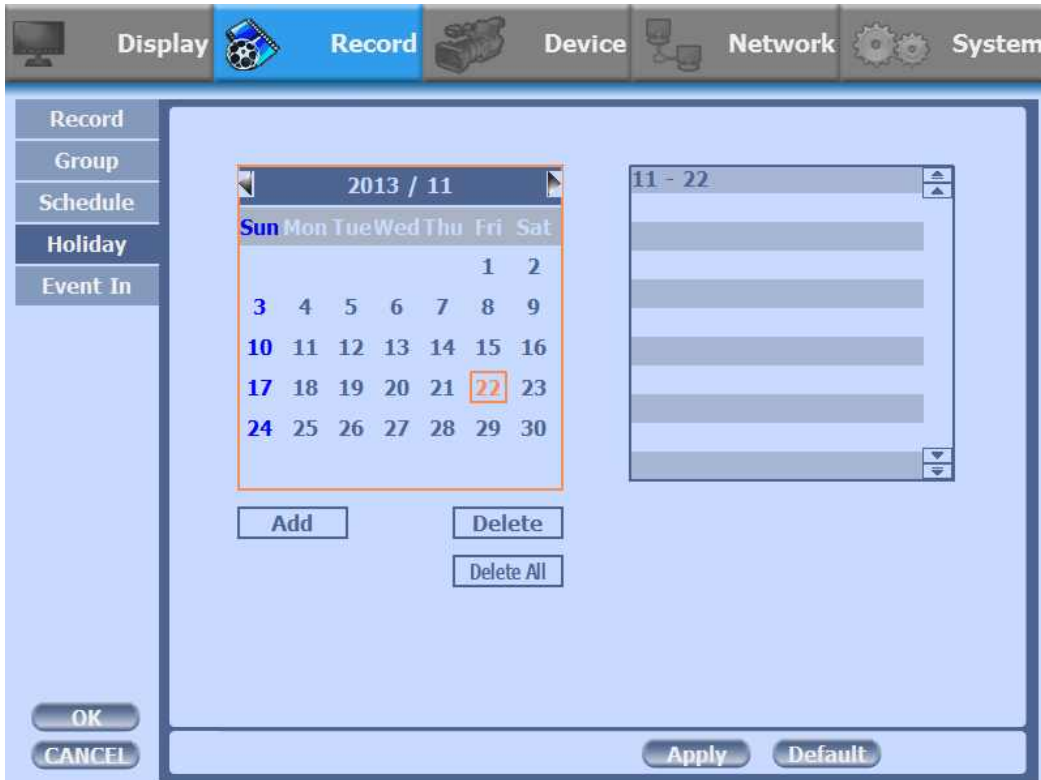 Display Record Device Network System
Record
Group
Schedule
Holiday
Event In
2013 / 11
Sun Mon Tue Wed Thu Fri Sat
1 2
3 4 5 6 7 8 9
10 11 12 13 14 15 16
17 18 19 20 21 22 23
24 25 26 27 28 29 30
Add Delete
Delete All
11 - 22
OK
CANCEL
Apply Default